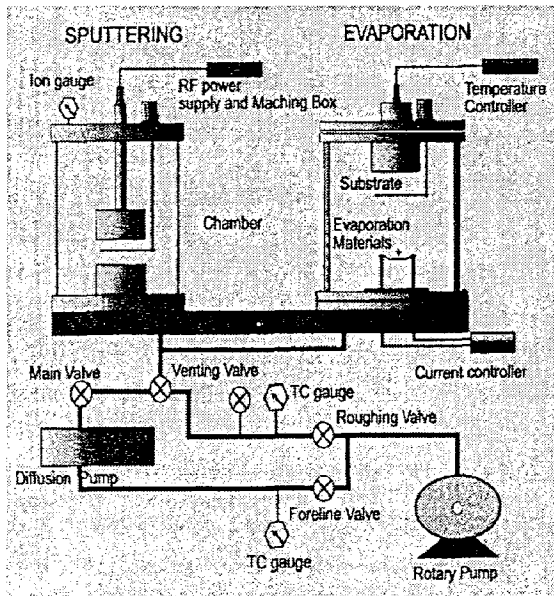 SPUTTERING
EVAPORATION
Ion gauge
RF power
supply and Maching Box
Temperature
Controller
Substrate
Chamber
Evaporation
Materials
Main Valve
Venting Valve
TC gauge
Current controller
Roughing Valve
Diffusion Pump
Foreline Valve
TC gauge
Rotary Pump